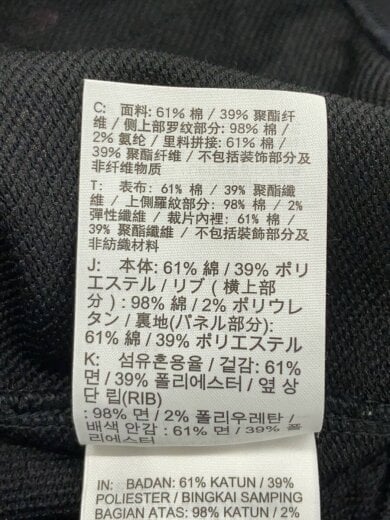 C: 面料: 61% 棉 / 39% 聚酯纤
维 / 侧上部罗纹部分: 98% 棉 /
2% 氨纶 / 里料拼接: 61% 棉 /
39% 聚酯纤维 / 不包括装饰部分及
非纤维物质
T: 表布: 61% 棉 / 39% 聚酯纖
維 / 上側羅紋部分: 98% 棉 / 2%
彈性纖維 / 裁片內裡: 61% 棉 /
39% 聚酯纖維 / 不包括裝飾部分及
非紡織材料
J: 本体: 61% 綿 / 39% ポリ
エステル / リブ ( 横上部
分 ) : 98% 綿 / 2% ポリウレ
タン / 裏地(パネル部分):
61% 綿 / 39% ポリエステル
K: 섬유혼용율 / 겉감: 61%
면 / 39% 폴리에스터 / 옆 상
단 립(RIB)
: 98% 면 / 2% 폴리우레탄 /
배색 안감 : 61% 면 / 39% 폴
리에스터
IN: BADAN: 61% KATUN / 39%
POLIESTER / BINGKAI SAMPING
BAGIAN ATAS: 98% KATUN / 2%